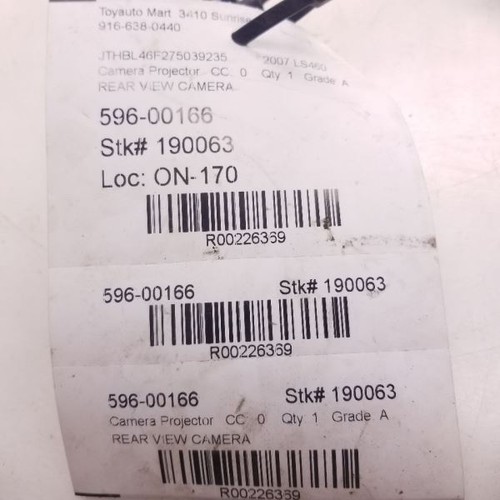 Toyauto Mart 3410 Sunrise
916-638-0440
JTHBL46F275039235 2007 LS460
Camera Projector CC: 0 Qty 1 Grade A
REAR VIEW CAMERA
596-00166
Stk# 190063
Loc: ON-170
R00226369
596-00166 Stk# 190063
R00226369
596-00166 Stk# 190063
Camera Projector CC: 0 Qty 1 Grade A
REAR VIEW CAMERA
R00226369